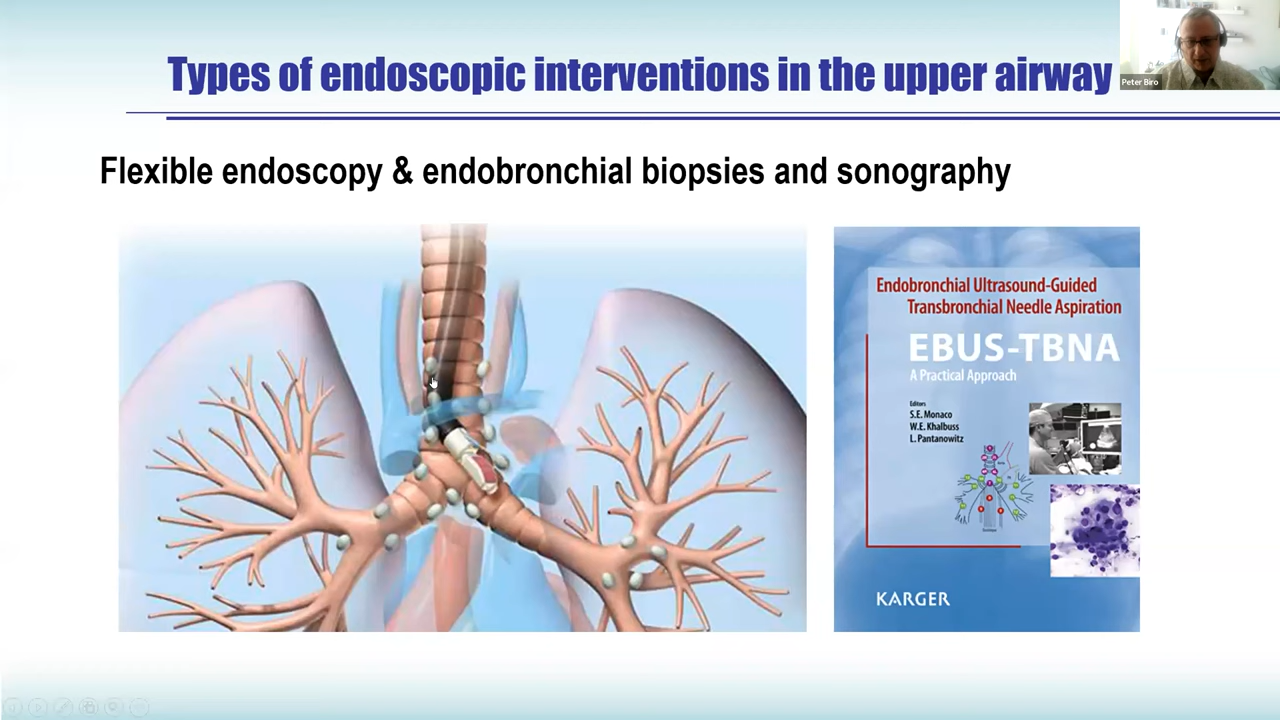 Types of endoscopic interventions in the upper airway
Peter Biro
Flexible endoscopy & endobronchial biopsies and sonography
Endobronchial Ultrasound-Guided
Transbronchial Needle Aspiration
EBUS-TBNA
A Practical Approach
Editors
S.E. Monaco
W.E. Khalbuss
L. Pantanowitz
KARGER